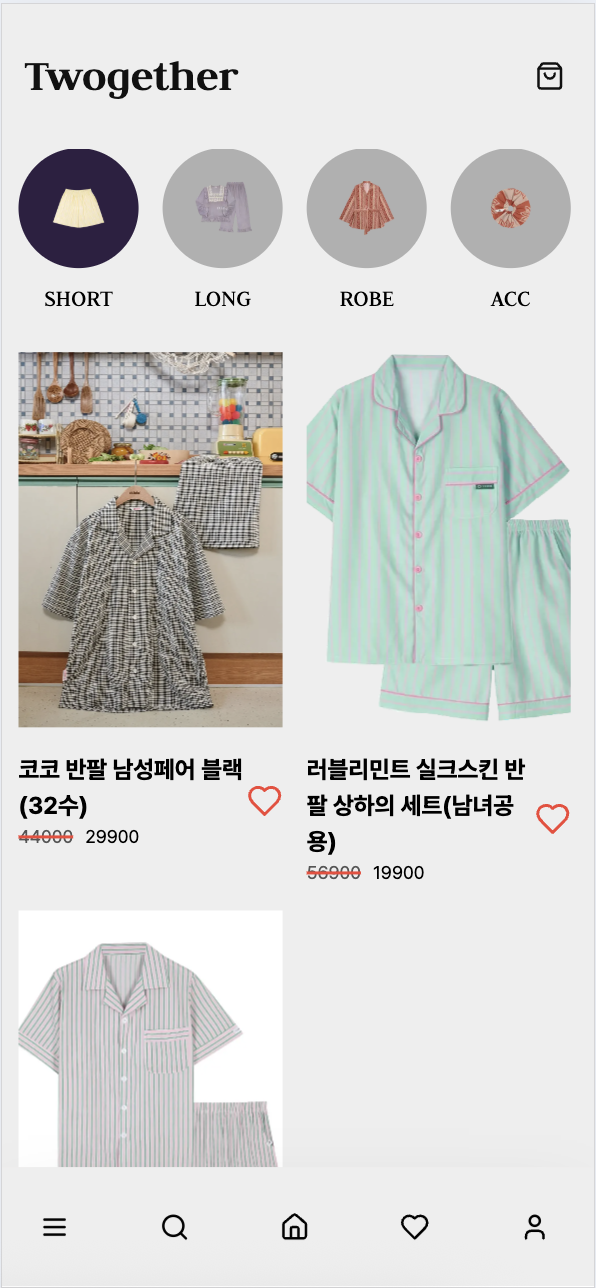 Twogether
SHORT LONG ROBE ACC
코코 반팔 남성페어 블랙
(32수)
44000 29900
러블리민트 실크스킨 반
팔 상하의 세트(남녀공
용)
56900 19900